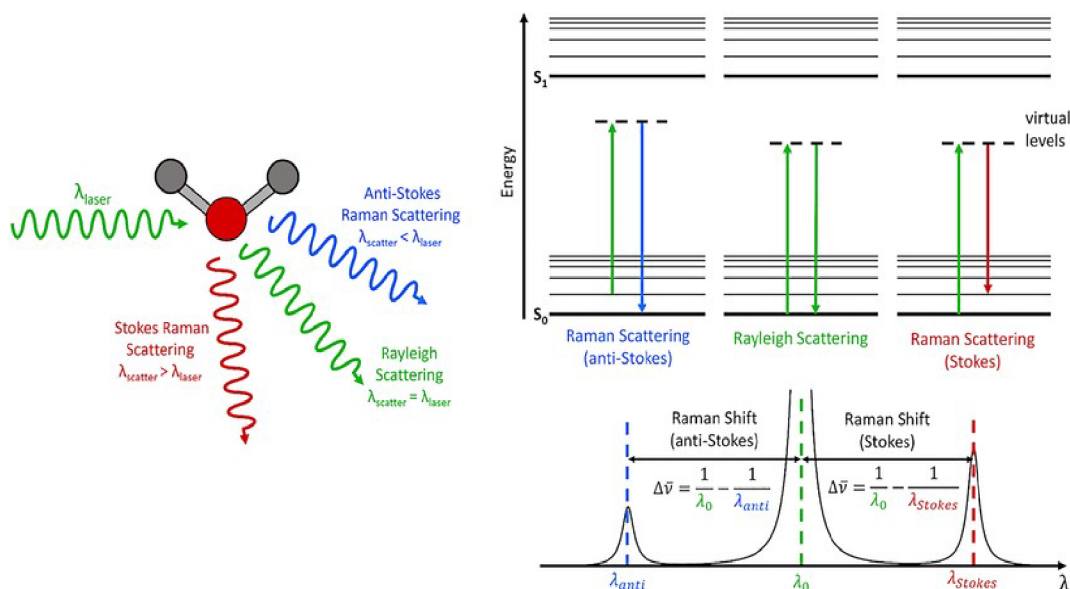 λlaser
Anti-Stokes
Raman Scattering
λscatter < λlaser
Stokes Raman
Scattering
λscatter > λlaser
Rayleigh
Scattering
λscatter = λlaser
Energy
S1
S0
virtual
levels
Raman Scattering
(anti-Stokes)
Rayleigh Scattering
Raman Scattering
(Stokes)
Raman Shift
(anti-Stokes)
Δν̄ = 1/λ0 − 1/λanti
Raman Shift
(Stokes)
Δν̄ = 1/λ0 − 1/λStokes
λanti
λ0
λStokes
λ